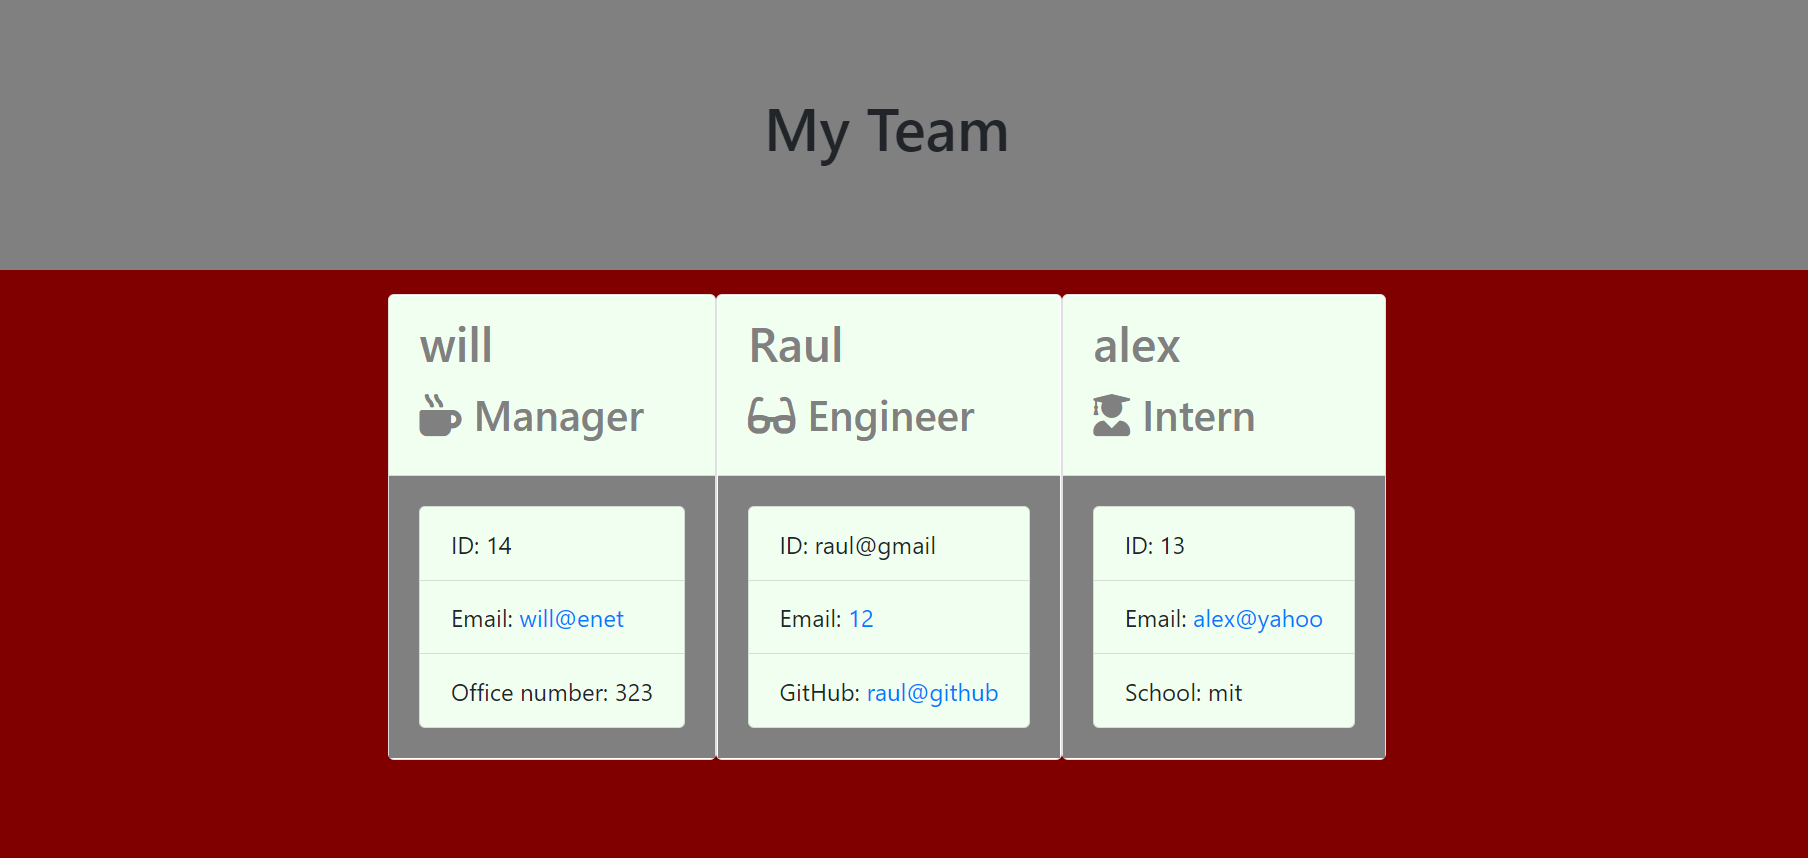 My Team
will
Manager
ID: 14
Email: will@enet
Office number: 323
Raul
Engineer
ID: raul@gmail
Email: 12
GitHub: raul@github
alex
Intern
ID: 13
Email: alex@yahoo
School: mit